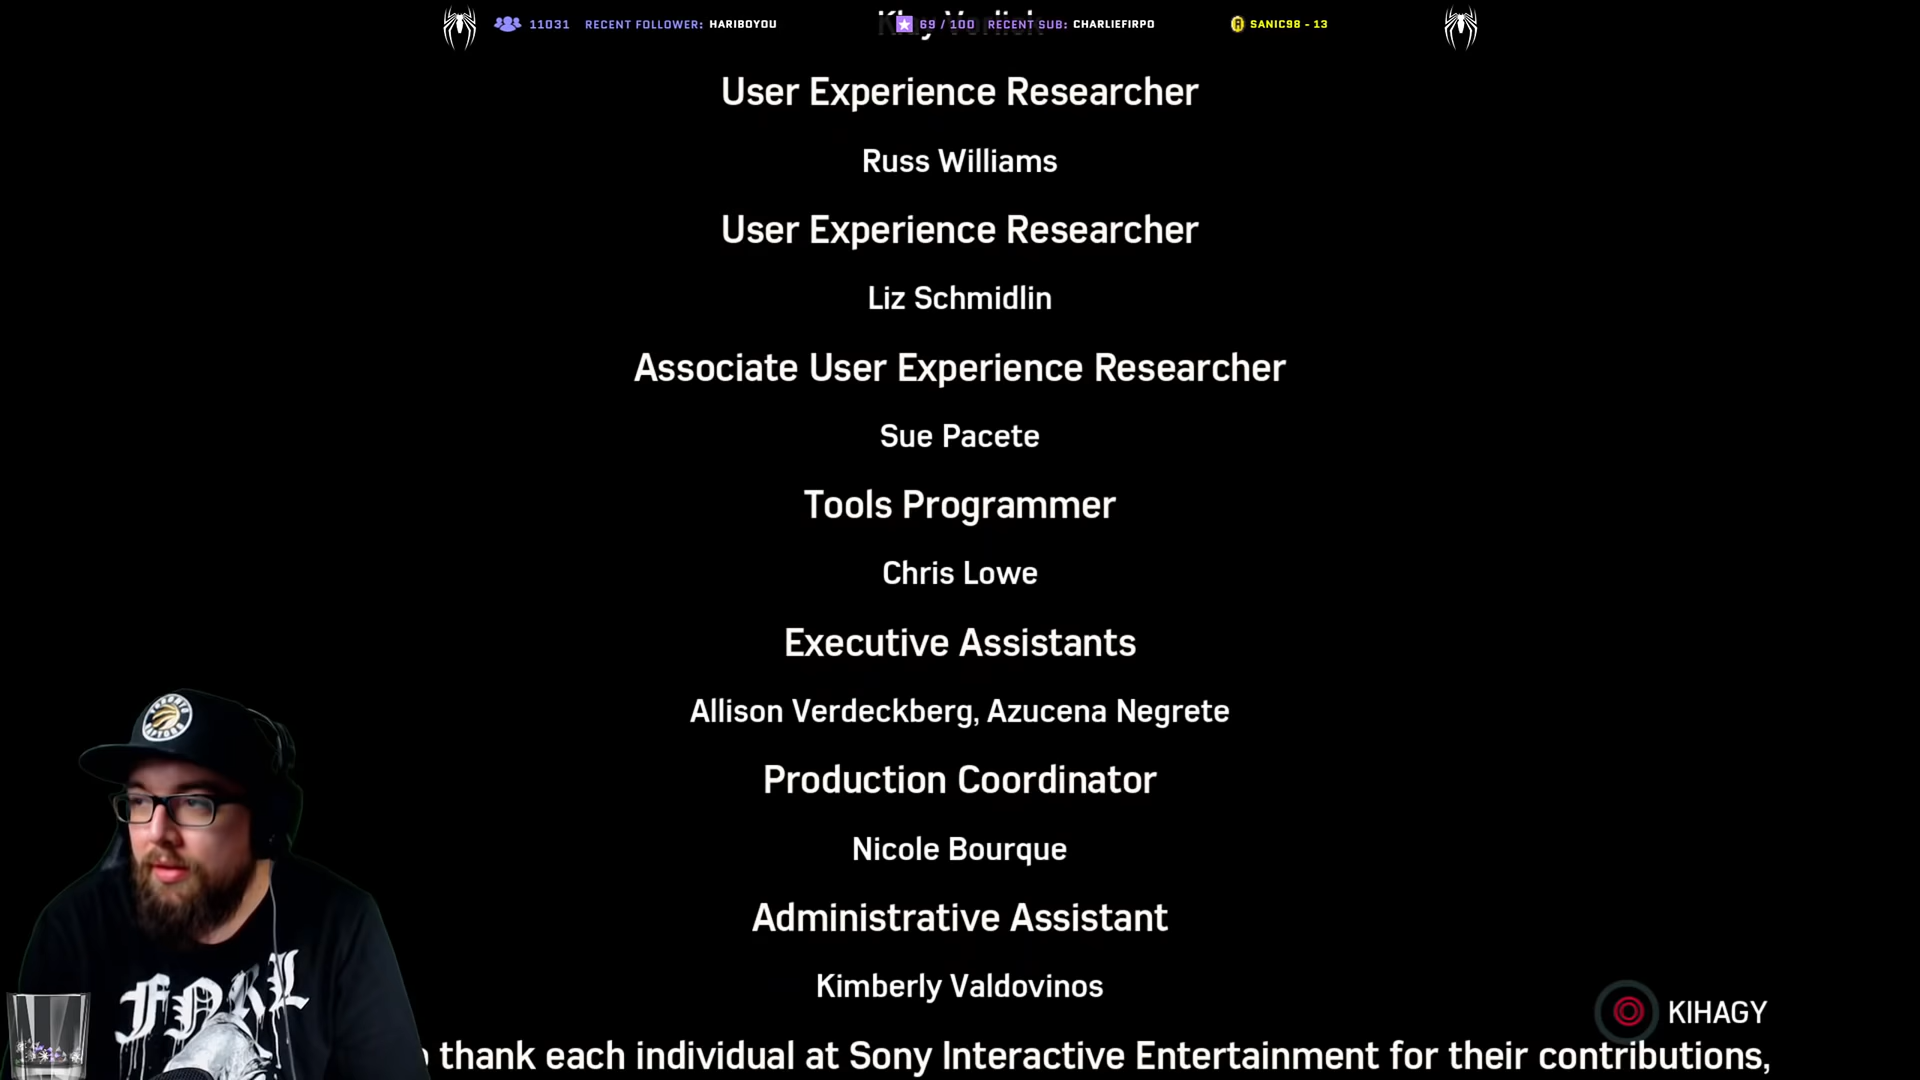 11031 RECENT FOLLOWER: HARIBOYOU
69 / 100 RECENT SUB: CHARLIEFIRPO
SANIC98 - 13
User Experience Researcher
Russ Williams
User Experience Researcher
Liz Schmidlin
Associate User Experience Researcher
Sue Pacete
Tools Programmer
Chris Lowe
Executive Assistants
Allison Verdeckberg, Azucena Negrete
Production Coordinator
Nicole Bourque
Administrative Assistant
Kimberly Valdovinos
KIHAGY
thank each individual at Sony Interactive Entertainment for their contributions,